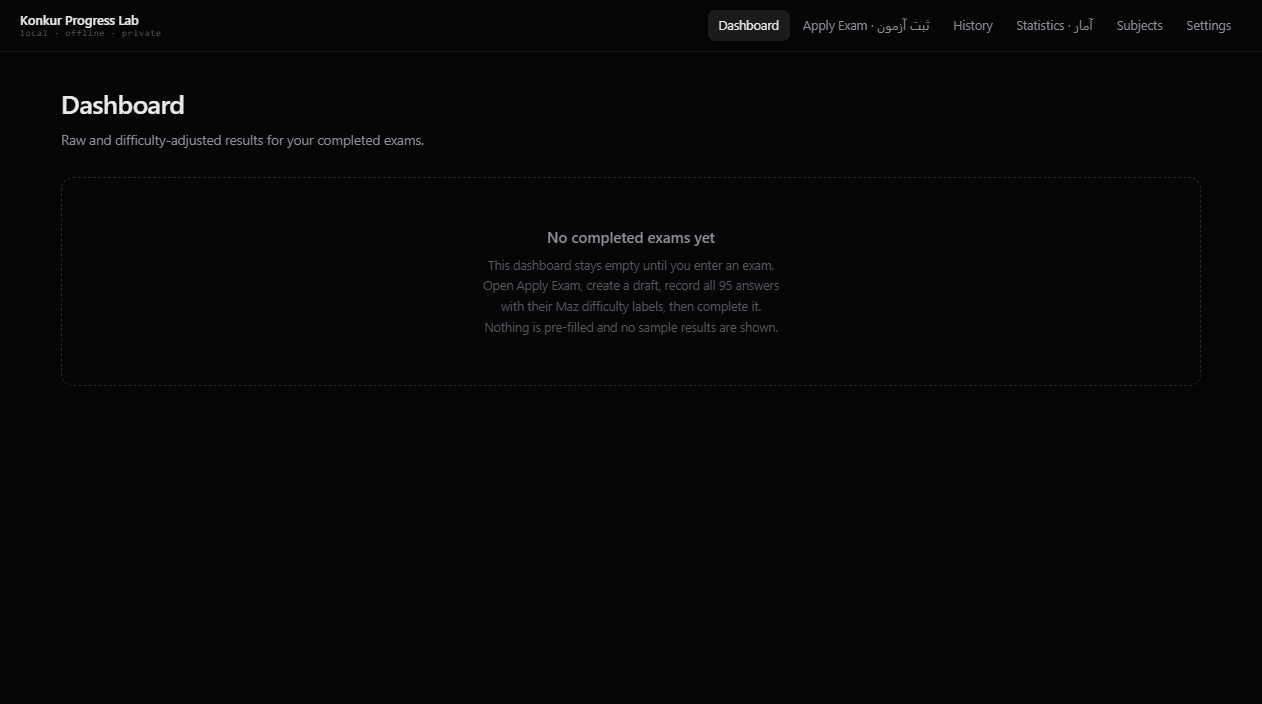 Konkur Progress Lab
local · offline · private
Dashboard
Apply Exam · ثبت آزمون
History
Statistics · آمار
Subjects
Settings
Dashboard
Raw and difficulty-adjusted results for your completed exams.
No completed exams yet
This dashboard stays empty until you enter an exam.
Open Apply Exam, create a draft, record all 95 answers
with their Maz difficulty labels, then complete it.
Nothing is pre-filled and no sample results are shown.